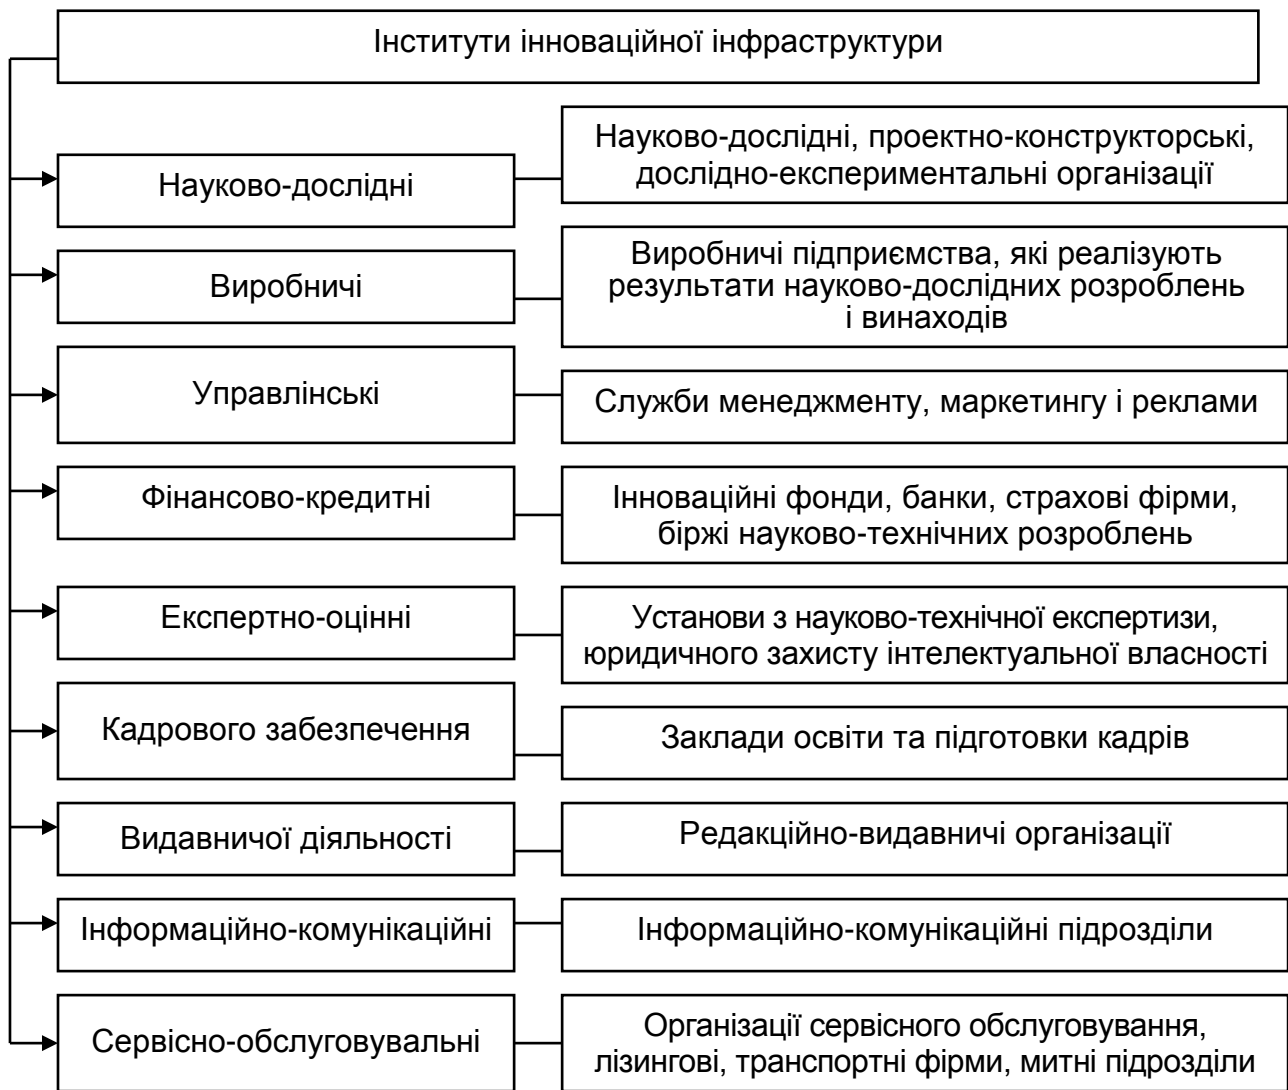 Інститути інноваційної інфраструктури
Науково-дослідні
Науково-дослідні, проектно-конструкторські,
дослідно-експериментальні організації
Виробничі
Виробничі підприємства, які реалізують
результати науково-дослідних розроблень
і винаходів
Управлінські
Служби менеджменту, маркетингу і реклами
Фінансово-кредитні
Інноваційні фонди, банки, страхові фірми,
біржі науково-технічних розроблень
Експертно-оцінні
Установи з науково-технічної експертизи,
юридичного захисту інтелектуальної власності
Кадрового забезпечення
Заклади освіти та підготовки кадрів
Видавничої діяльності
Редакційно-видавничі організації
Інформаційно-комунікаційні
Інформаційно-комунікаційні підрозділи
Сервісно-обслуговувальні
Організації сервісного обслуговування,
лізингові, транспортні фірми, митні підрозділи